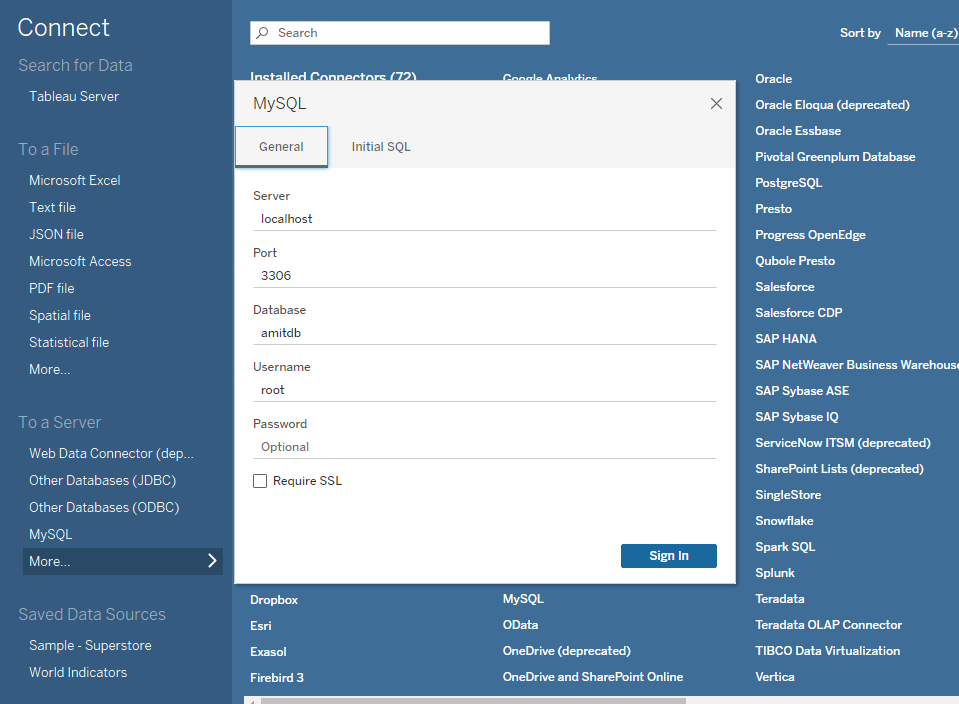 Connect
Search for Data
Tableau Server
To a File
Microsoft Excel
Text file
JSON file
Microsoft Access
PDF file
Spatial file
Statistical file
More...
To a Server
Web Data Connector (dep...
Other Databases (JDBC)
Other Databases (ODBC)
MySQL
More...
Saved Data Sources
Sample - Superstore
World Indicators
Search
Sort by Name (a-z)
Installed Connectors (72)
Google Analytics
MySQL
General Initial SQL
Server
localhost
Port
3306
Database
amitdb
Username
root
Password
Optional
Require SSL
Sign In
Dropbox
Esri
Exasol
Firebird 3
MySQL
OData
OneDrive (deprecated)
OneDrive and SharePoint Online
Oracle
Oracle Eloqua (deprecated)
Oracle Essbase
Pivotal Greenplum Database
PostgreSQL
Presto
Progress OpenEdge
Qubole Presto
Salesforce
Salesforce CDP
SAP HANA
SAP NetWeaver Business Warehouse
SAP Sybase ASE
SAP Sybase IQ
ServiceNow ITSM (deprecated)
SharePoint Lists (deprecated)
SingleStore
Snowflake
Spark SQL
Splunk
Teradata
Teradata OLAP Connector
TIBCO Data Virtualization
Vertica